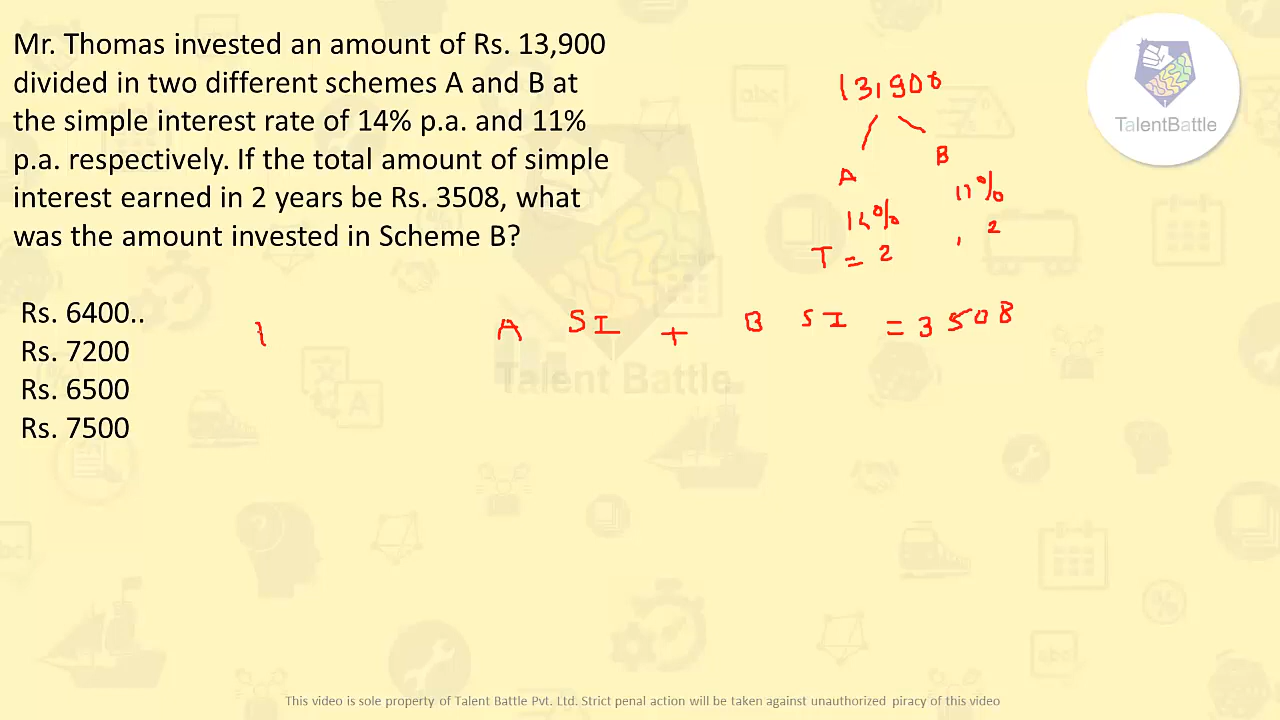 Mr. Thomas invested an amount of Rs. 13,900
divided in two different schemes A and B at
the simple interest rate of 14% p.a. and 11%
p.a. respectively. If the total amount of simple
interest earned in 2 years be Rs. 3508, what
was the amount invested in Scheme B?
Rs. 6400..
Rs. 7200
Rs. 6500
Rs. 7500
13,900
A B
14% 11%
T = 2 , 2
A SI + B SI = 3508
TalentBattle
Talent Battle
This video is sole property of Talent Battle Pvt. Ltd. Strict penal action will be taken against unauthorized piracy of this video